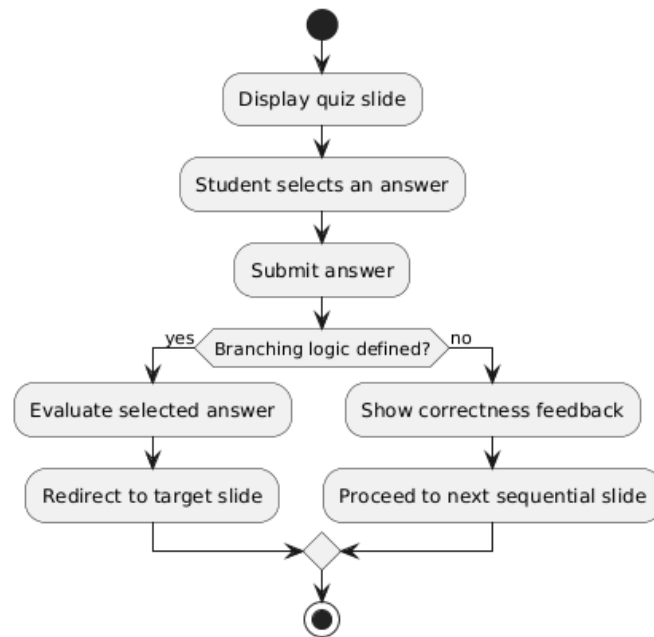 Display quiz slide
Student selects an answer
Submit answer
yes
Branching logic defined?
no
Evaluate selected answer
Show correctness feedback
Redirect to target slide
Proceed to next sequential slide